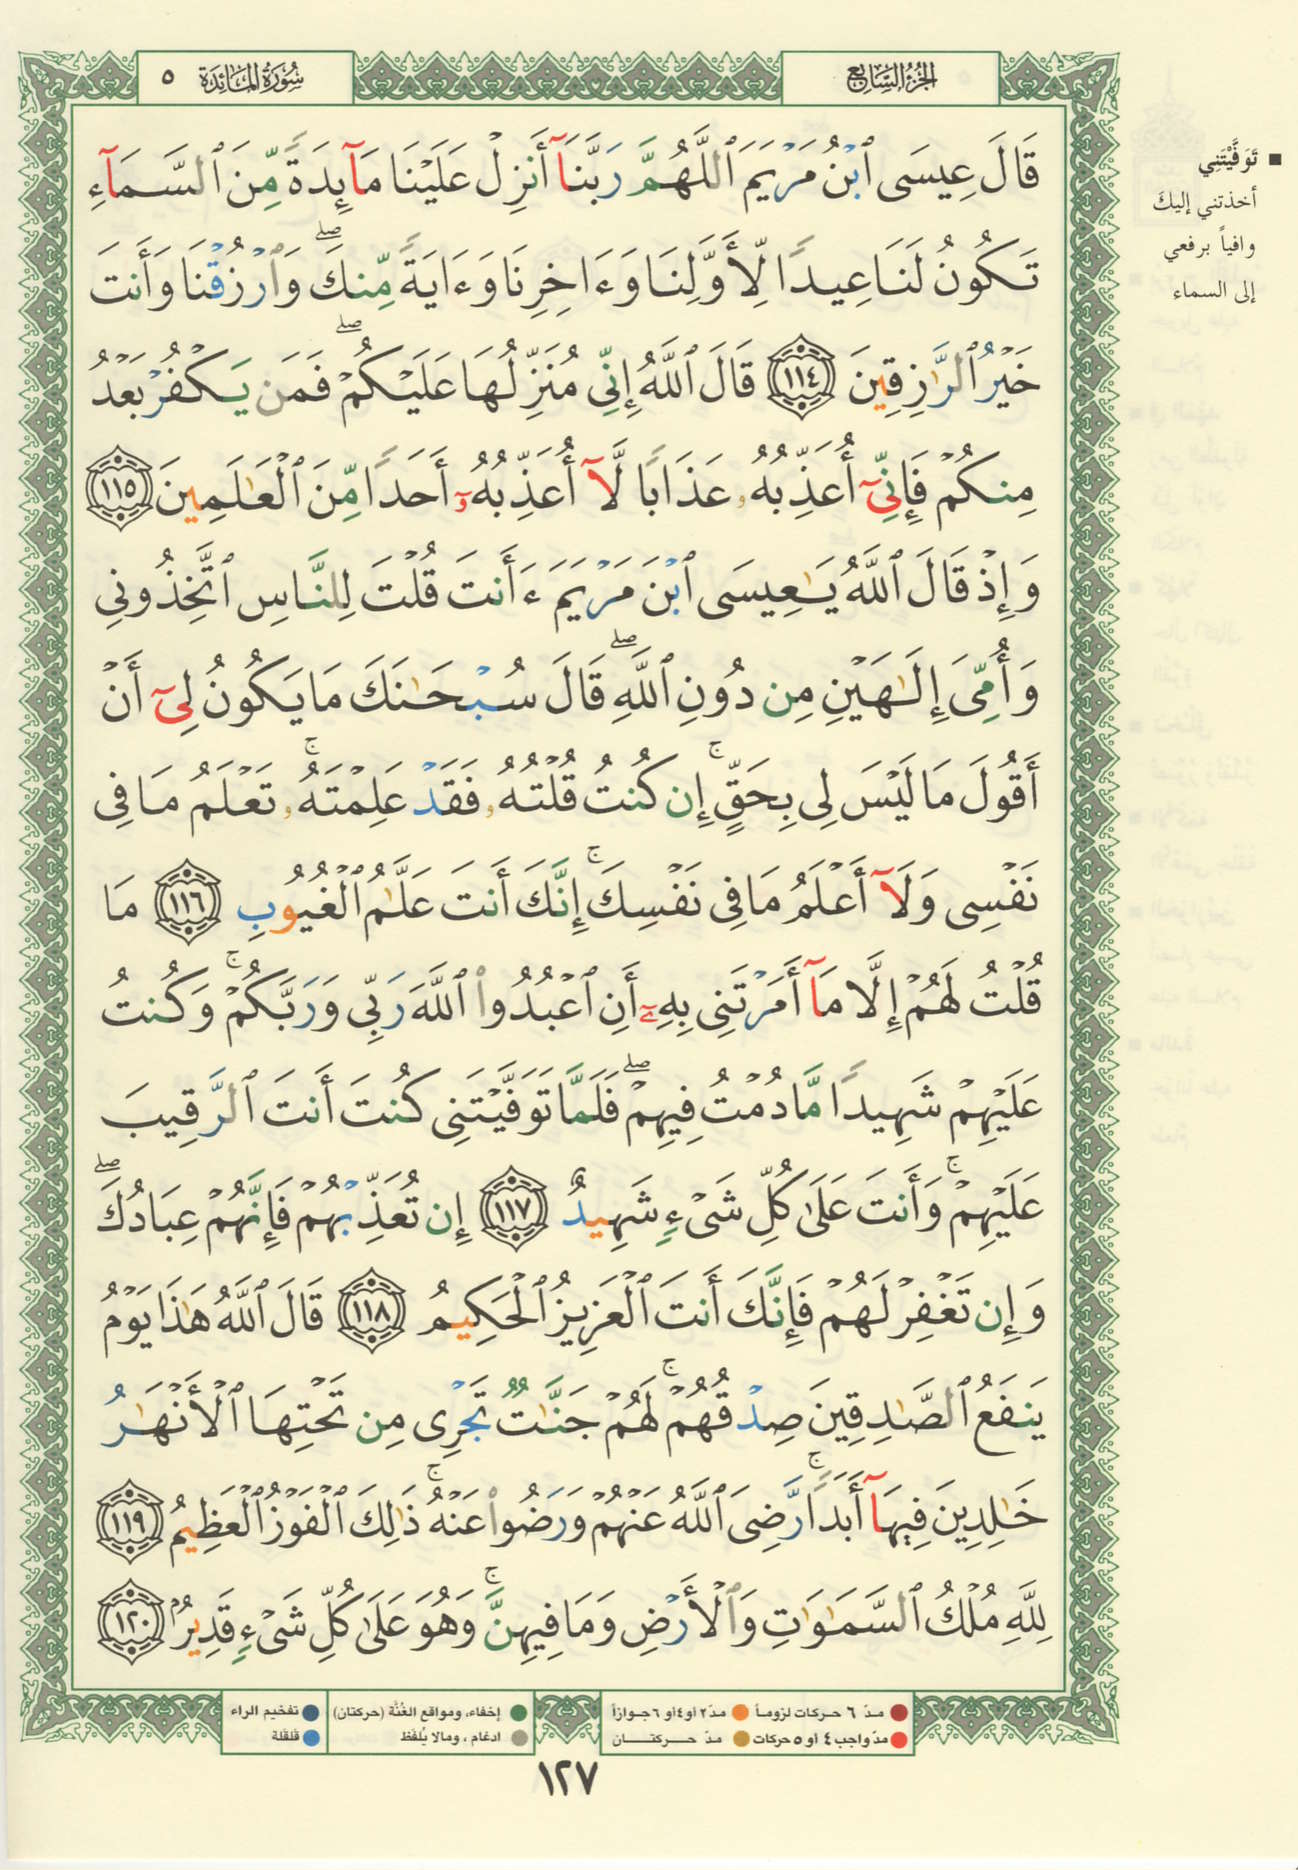 الجزء السابع
سورة المائدة ٥
قَالَ عِيسَى ٱبْنُ مَرْيَمَ ٱللَّهُمَّ رَبَّنَآ أَنزِلْ عَلَيْنَا مَآئِدَةً مِّنَ ٱلسَّمَآءِ
تَكُونُ لَنَا عِيدًا لِّأَوَّلِنَا وَءَاخِرِنَا وَءَايَةً مِّنكَ ۖ وَٱرْزُقْنَا وَأَنتَ
خَيْرُ ٱلرَّٰزِقِينَ ١١٤ قَالَ ٱللَّهُ إِنِّى مُنَزِّلُهَا عَلَيْكُمْ ۖ فَمَن يَكْفُرْ بَعْدُ
مِنكُمْ فَإِنِّىٓ أُعَذِّبُهُۥ عَذَابًا لَّآ أُعَذِّبُهُۥٓ أَحَدًا مِّنَ ٱلْعَٰلَمِينَ ١١٥
وَإِذْ قَالَ ٱللَّهُ يَٰعِيسَى ٱبْنَ مَرْيَمَ ءَأَنتَ قُلْتَ لِلنَّاسِ ٱتَّخِذُونِى
وَأُمِّىَ إِلَٰهَيْنِ مِن دُونِ ٱللَّهِ ۖ قَالَ سُبْحَٰنَكَ مَا يَكُونُ لِىٓ أَنْ
أَقُولَ مَا لَيْسَ لِى بِحَقٍّ ۚ إِن كُنتُ قُلْتُهُۥ فَقَدْ عَلِمْتَهُۥ ۚ تَعْلَمُ مَا فِى
نَفْسِى وَلَآ أَعْلَمُ مَا فِى نَفْسِكَ ۚ إِنَّكَ أَنتَ عَلَّٰمُ ٱلْغُيُوبِ ١١٦ مَا
قُلْتُ لَهُمْ إِلَّا مَآ أَمَرْتَنِى بِهِۦٓ أَنِ ٱعْبُدُوا۟ ٱللَّهَ رَبِّى وَرَبَّكُمْ ۚ وَكُنتُ
عَلَيْهِمْ شَهِيدًا مَّا دُمْتُ فِيهِمْ ۖ فَلَمَّا تَوَفَّيْتَنِى كُنتَ أَنتَ ٱلرَّقِيبَ
عَلَيْهِمْ ۚ وَأَنتَ عَلَىٰ كُلِّ شَىْءٍ شَهِيدٌ ١١٧ إِن تُعَذِّبْهُمْ فَإِنَّهُمْ عِبَادُكَ ۖ
وَإِن تَغْفِرْ لَهُمْ فَإِنَّكَ أَنتَ ٱلْعَزِيزُ ٱلْحَكِيمُ ١١٨ قَالَ ٱللَّهُ هَٰذَا يَوْمُ
يَنفَعُ ٱلصَّٰدِقِينَ صِدْقُهُمْ ۚ لَهُمْ جَنَّٰتٌ تَجْرِى مِن تَحْتِهَا ٱلْأَنْهَٰرُ
خَٰلِدِينَ فِيهَآ أَبَدًا ۚ رَّضِىَ ٱللَّهُ عَنْهُمْ وَرَضُوا۟ عَنْهُ ۚ ذَٰلِكَ ٱلْفَوْزُ ٱلْعَظِيمُ ١١٩
لِلَّهِ مُلْكُ ٱلسَّمَٰوَٰتِ وَٱلْأَرْضِ وَمَا فِيهِنَّ ۚ وَهُوَ عَلَىٰ كُلِّ شَىْءٍ قَدِيرٌۢ ١٢٠
■ تَوَفَّيْتَنِي
أخذتني إليكَ
وافياً برفعي
إلى السماء
مدّ ٦ حركات لزوماً
مدّ ٢ أو ٤ أو ٦ جوازاً
مدّ واجب ٤ أو ٥ حركات
مدّ حركتان
إخفاء، ومواقع الغُنَّة (حركتان)
ادغام، ومالا يُلفَظ
تفخيم الراء
قلقلة
١٢٧